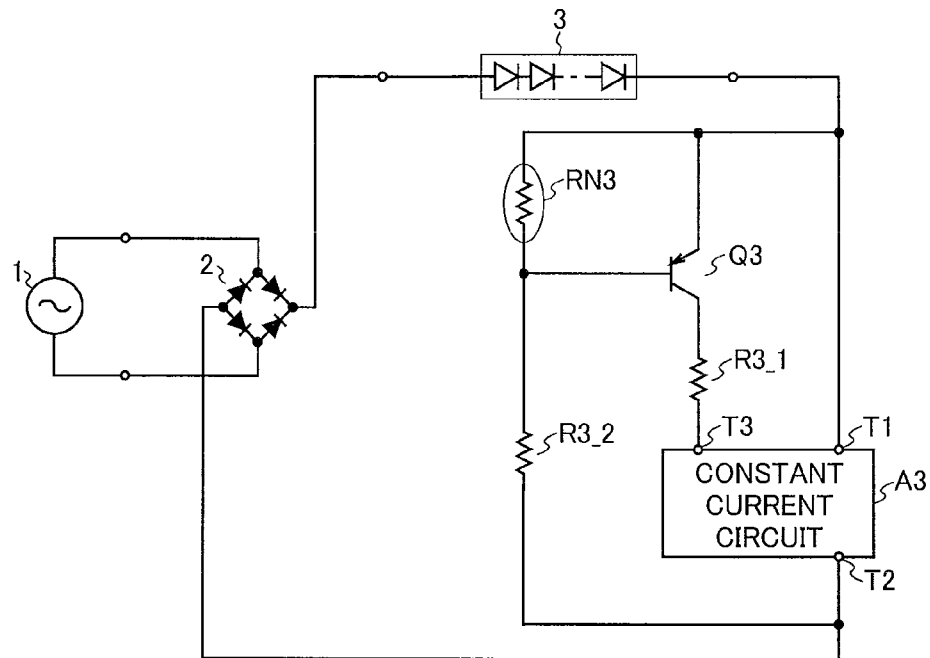 3
RN3
Q3
1
2
R3_1
R3_2
T3
T1
CONSTANT
CURRENT
CIRCUIT
A3
T2